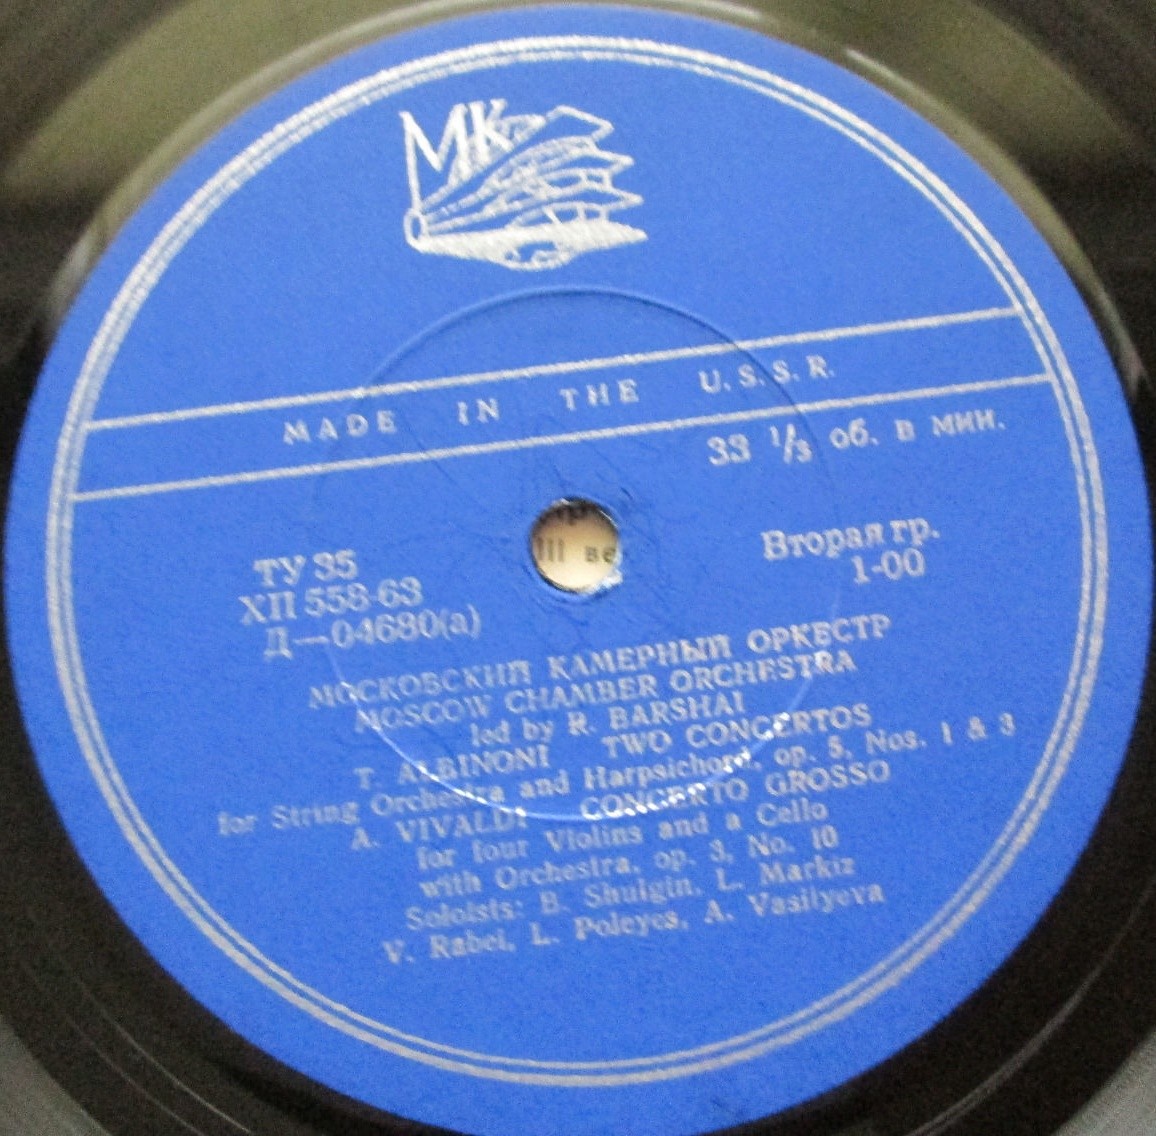 МК
MADE IN THE U.S.S.R.
33 1/3 об. в мин.
ТУ 35
ХП 558-63
Д—04680(а)
Вторая гр.
1-00
III ве
МОСКОВСКИЙ КАМЕРНЫЙ ОРКЕСТР
MOSCOW CHAMBER ORCHESTRA
led by R. BARSHAI
T. ALBINONI TWO CONCERTOS
for String Orchestra and Harpsichord, op. 5, Nos. 1 & 3
A. VIVALDI CONCERTO GROSSO
for four Violins and a Cello
with Orchestra, op. 3, No. 10
Soloists: B. Shulgin, L. Markiz
V. Rabei, L. Poleyes, A. Vasilyeva